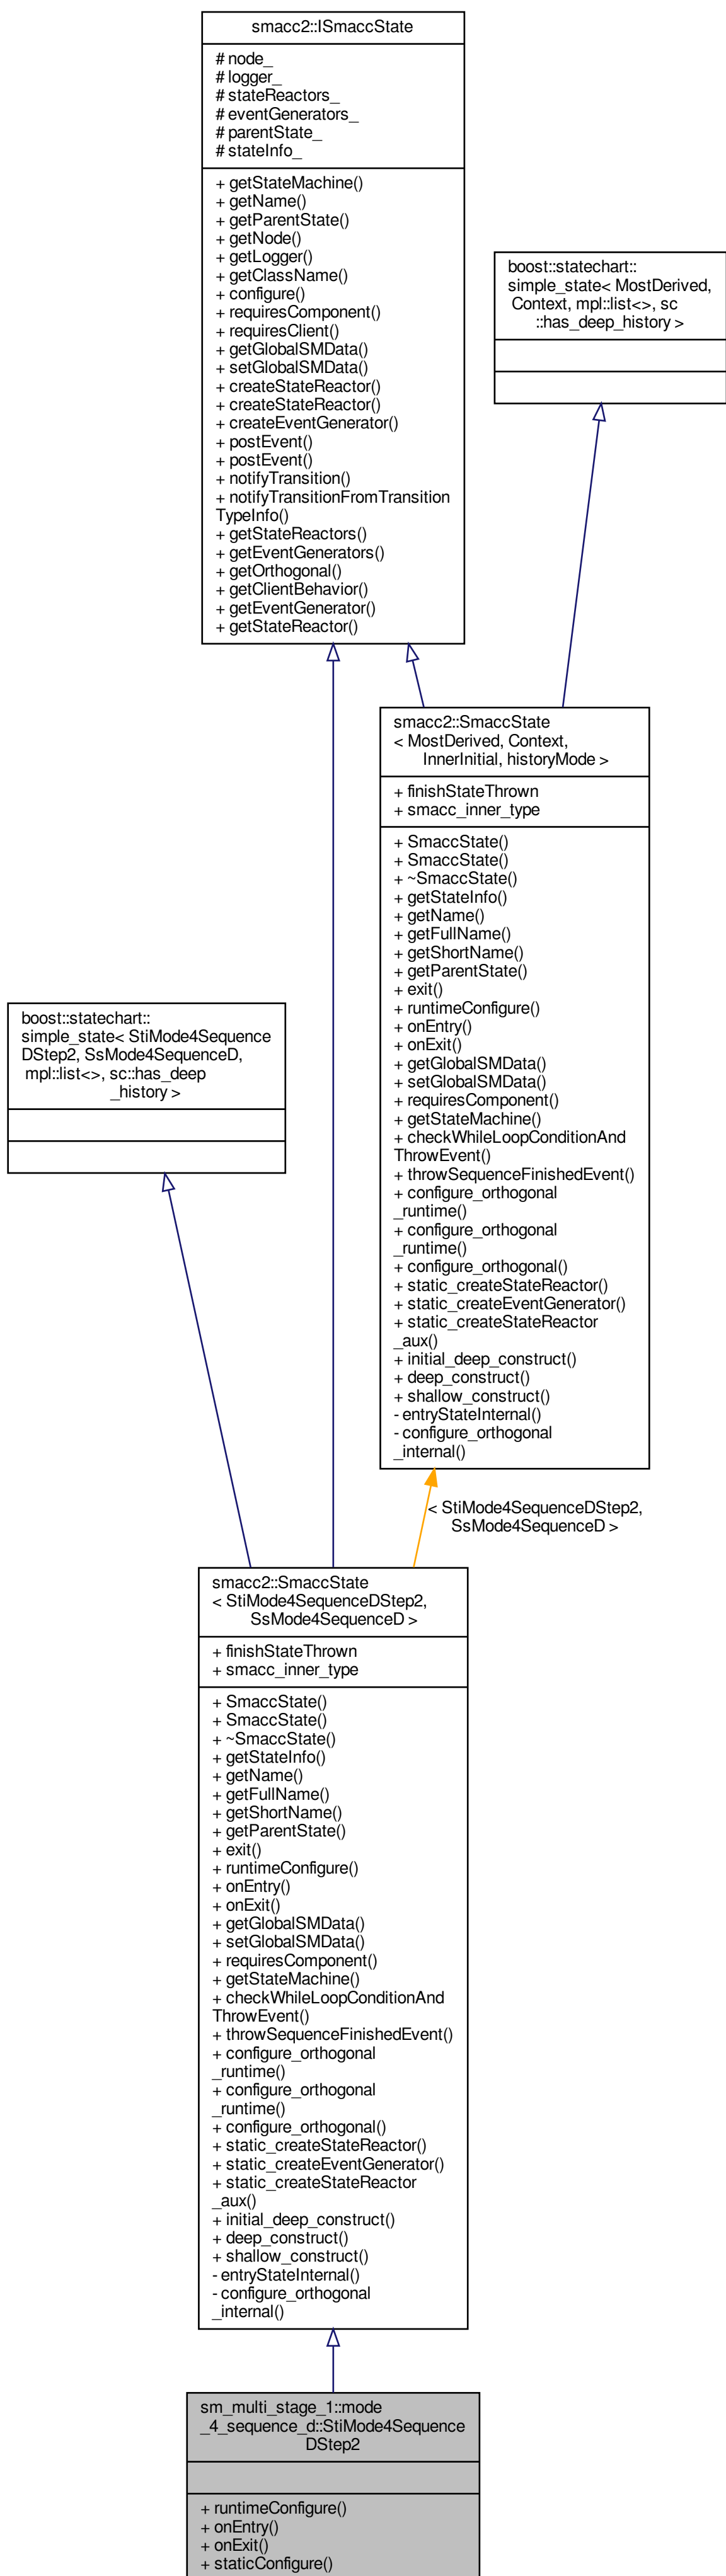 smacc2::ISmaccState
# node_
# logger_
# stateReactors_
# eventGenerators_
# parentState_
# stateInfo_
+ getStateMachine()
+ getName()
+ getParentState()
+ getNode()
+ getLogger()
+ getClassName()
+ configure()
+ requiresComponent()
+ requiresClient()
+ getGlobalSMData()
+ setGlobalSMData()
+ createStateReactor()
+ createStateReactor()
+ createEventGenerator()
+ postEvent()
+ postEvent()
+ notifyTransition()
+ notifyTransitionFromTransition
TypeInfo()
+ getStateReactors()
+ getEventGenerators()
+ getOrthogonal()
+ getClientBehavior()
+ getEventGenerator()
+ getStateReactor()
boost::statechart::
simple_state< MostDerived,
Context, mpl::list<>, sc
::has_deep_history >
smacc2::SmaccState
< MostDerived, Context,
InnerInitial, historyMode >
+ finishStateThrown
+ smacc_inner_type
+ SmaccState()
+ SmaccState()
+ ~SmaccState()
+ getStateInfo()
+ getName()
+ getFullName()
+ getShortName()
+ getParentState()
+ exit()
+ runtimeConfigure()
+ onEntry()
+ onExit()
+ getGlobalSMData()
+ setGlobalSMData()
+ requiresComponent()
+ getStateMachine()
+ checkWhileLoopConditionAnd
ThrowEvent()
+ throwSequenceFinishedEvent()
+ configure_orthogonal
_runtime()
+ configure_orthogonal
_runtime()
+ configure_orthogonal()
+ static_createStateReactor()
+ static_createEventGenerator()
+ static_createStateReactor
_aux()
+ initial_deep_construct()
+ deep_construct()
+ shallow_construct()
- entryStateInternal()
- configure_orthogonal
_internal()
boost::statechart::
simple_state< StiMode4Sequence
DStep2, SsMode4SequenceD,
mpl::list<>, sc::has_deep
_history >
< StiMode4SequenceDStep2,
SsMode4SequenceD >
smacc2::SmaccState
< StiMode4SequenceDStep2,
SsMode4SequenceD >
+ finishStateThrown
+ smacc_inner_type
+ SmaccState()
+ SmaccState()
+ ~SmaccState()
+ getStateInfo()
+ getName()
+ getFullName()
+ getShortName()
+ getParentState()
+ exit()
+ runtimeConfigure()
+ onEntry()
+ onExit()
+ getGlobalSMData()
+ setGlobalSMData()
+ requiresComponent()
+ getStateMachine()
+ checkWhileLoopConditionAnd
ThrowEvent()
+ throwSequenceFinishedEvent()
+ configure_orthogonal
_runtime()
+ configure_orthogonal
_runtime()
+ configure_orthogonal()
+ static_createStateReactor()
+ static_createEventGenerator()
+ static_createStateReactor
_aux()
+ initial_deep_construct()
+ deep_construct()
+ shallow_construct()
- entryStateInternal()
- configure_orthogonal
_internal()
sm_multi_stage_1::mode
_4_sequence_d::StiMode4Sequence
DStep2
+ runtimeConfigure()
+ onEntry()
+ onExit()
+ staticConfigure()